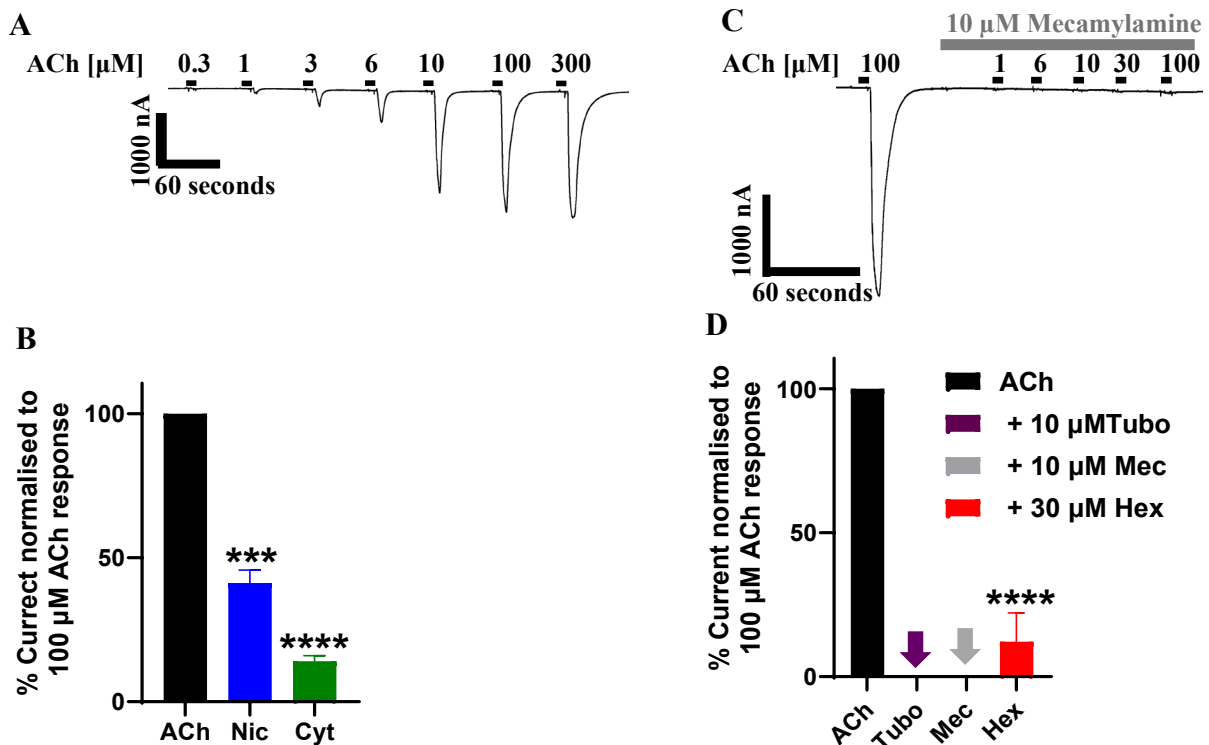 A
ACh [µM] 0.3 1 3 6 10 100 300
1000 nA
60 seconds
B
% Currect normalised to
100 µM ACh response
100
50
0
***
****
ACh Nic Cyt
C
10 µM Mecamylamine
ACh [µM] 100 1 6 10 30 100
1000 nA
60 seconds
D
% Current normalised to
100 µM ACh response
100
50
0
ACh
+ 10 µMTubo
+ 10 µM Mec
+ 30 µM Hex
****
ACh Tubo Mec Hex